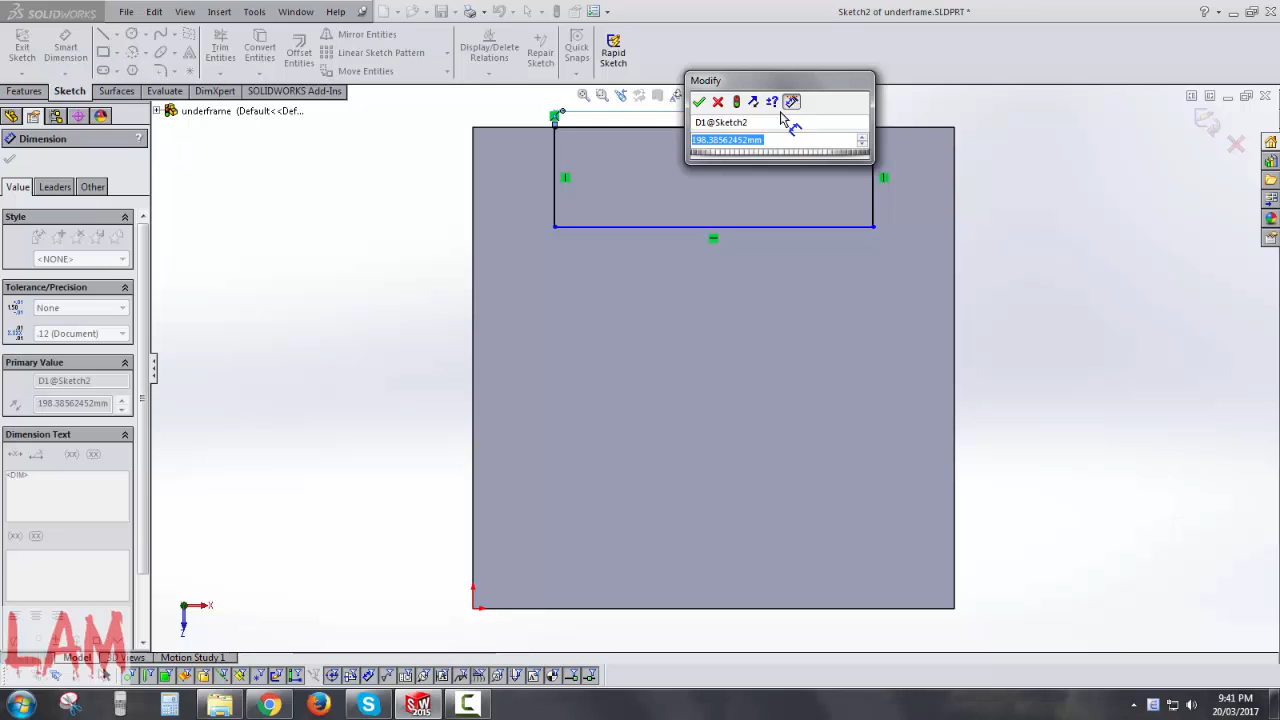 SOLIDWORKS
File Edit View Insert Tools Window Help
Sketch2 of underframe.SLDPRT *
Exit Sketch
Smart Dimension
Trim Entities
Convert Entities
Offset Entities
Mirror Entities
Linear Sketch Pattern
Move Entities
Display/Delete Relations
Repair Sketch
Quick Snaps
Rapid Sketch
Features Sketch Surfaces Evaluate DimXpert SOLIDWORKS Add-Ins
underframe (Default<<Def...
Modify
D1@Sketch2
198.38562452mm
Dimension
?
Value Leaders Other
Style
<NONE>
Tolerance/Precision
None
.12 (Document)
Primary Value
D1@Sketch2
198.38562452mm
Dimension Text
<DIM>
X
Z
LAM
Model 3D Views Motion Study 1
SW
2015
9:41 PM
20/03/2017